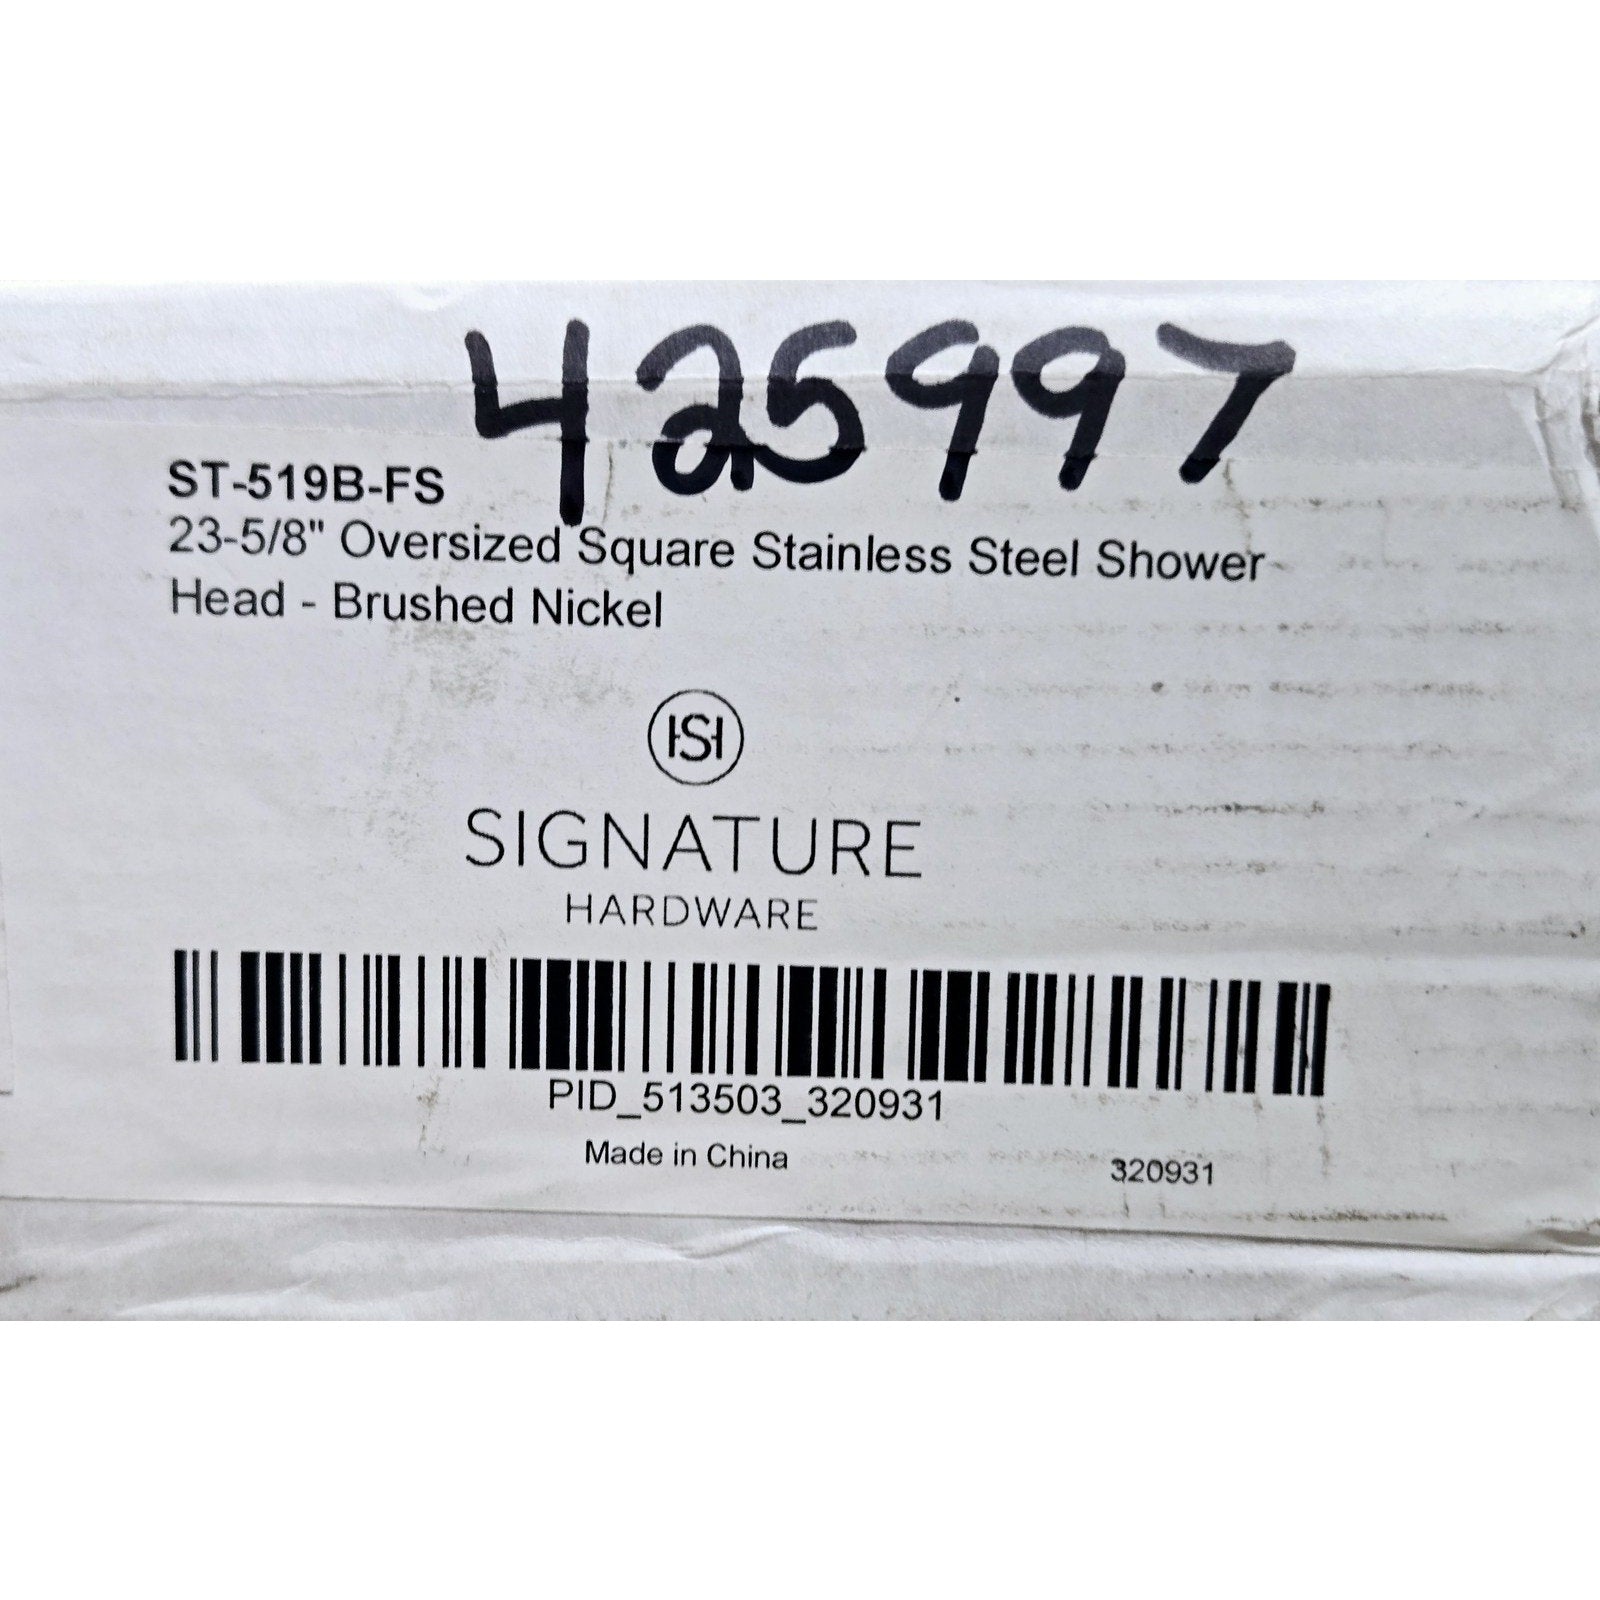 425997
ST-519B-FS
23-5/8" Oversized Square Stainless Steel Shower
Head - Brushed Nickel
HSH
SIGNATURE
HARDWARE
PID_513503_320931
Made in China
320931